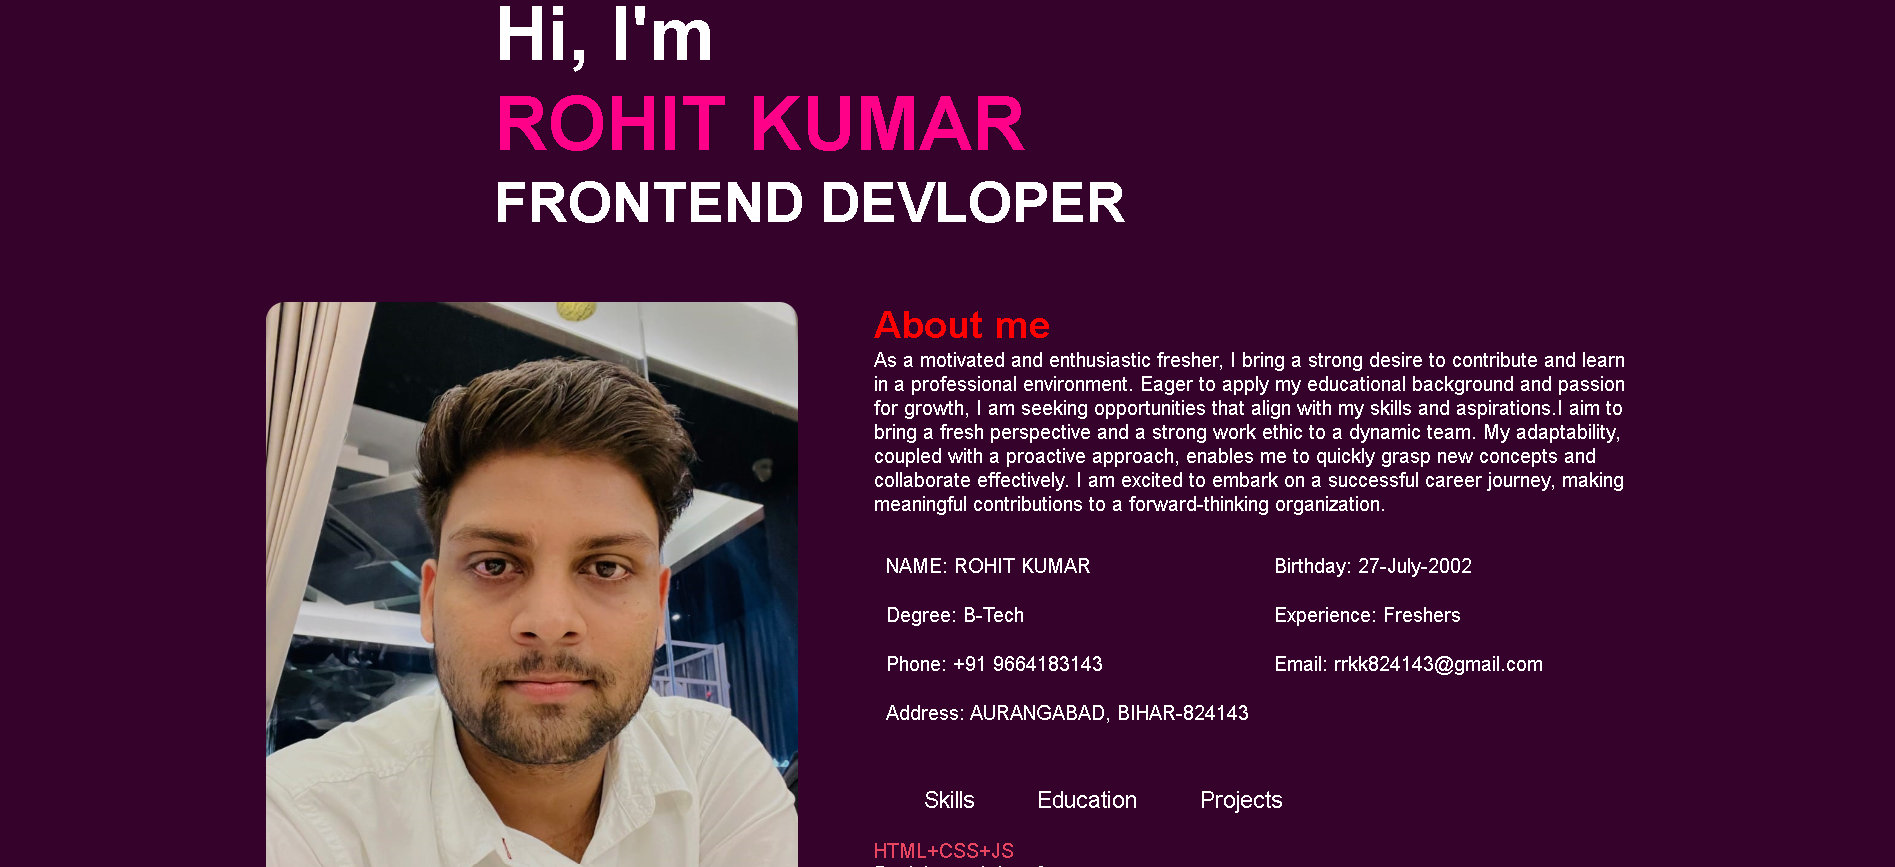 Hi, I'm
ROHIT KUMAR
FRONTEND DEVLOPER
About me
As a motivated and enthusiastic fresher, I bring a strong desire to contribute and learn
in a professional environment. Eager to apply my educational background and passion
for growth, I am seeking opportunities that align with my skills and aspirations.I aim to
bring a fresh perspective and a strong work ethic to a dynamic team. My adaptability,
coupled with a proactive approach, enables me to quickly grasp new concepts and
collaborate effectively. I am excited to embark on a successful career journey, making
meaningful contributions to a forward-thinking organization.
NAME: ROHIT KUMAR
Birthday: 27-July-2002
Degree: B-Tech
Experience: Freshers
Phone: +91 9664183143
Email: rrkk824143@gmail.com
Address: AURANGABAD, BIHAR-824143
Skills
Education
Projects
HTML+CSS+JS